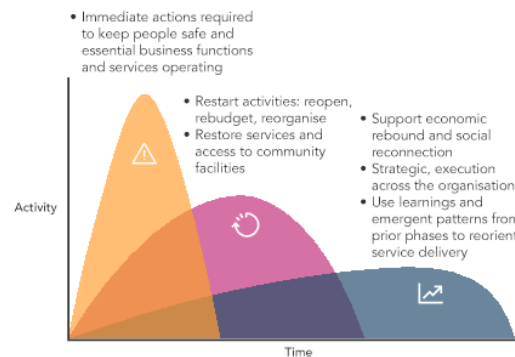 • Immediate actions required
to keep people safe and
essential business functions
and services operating
• Restart activities: reopen,
rebudget, reorganise
• Restore services and
access to community
facilities
• Support economic
rebound and social
reconnection
• Strategic, execution
across the organisation
• Use learnings and
emergent patterns from
prior phases to reorient
service delivery
Activity
Time